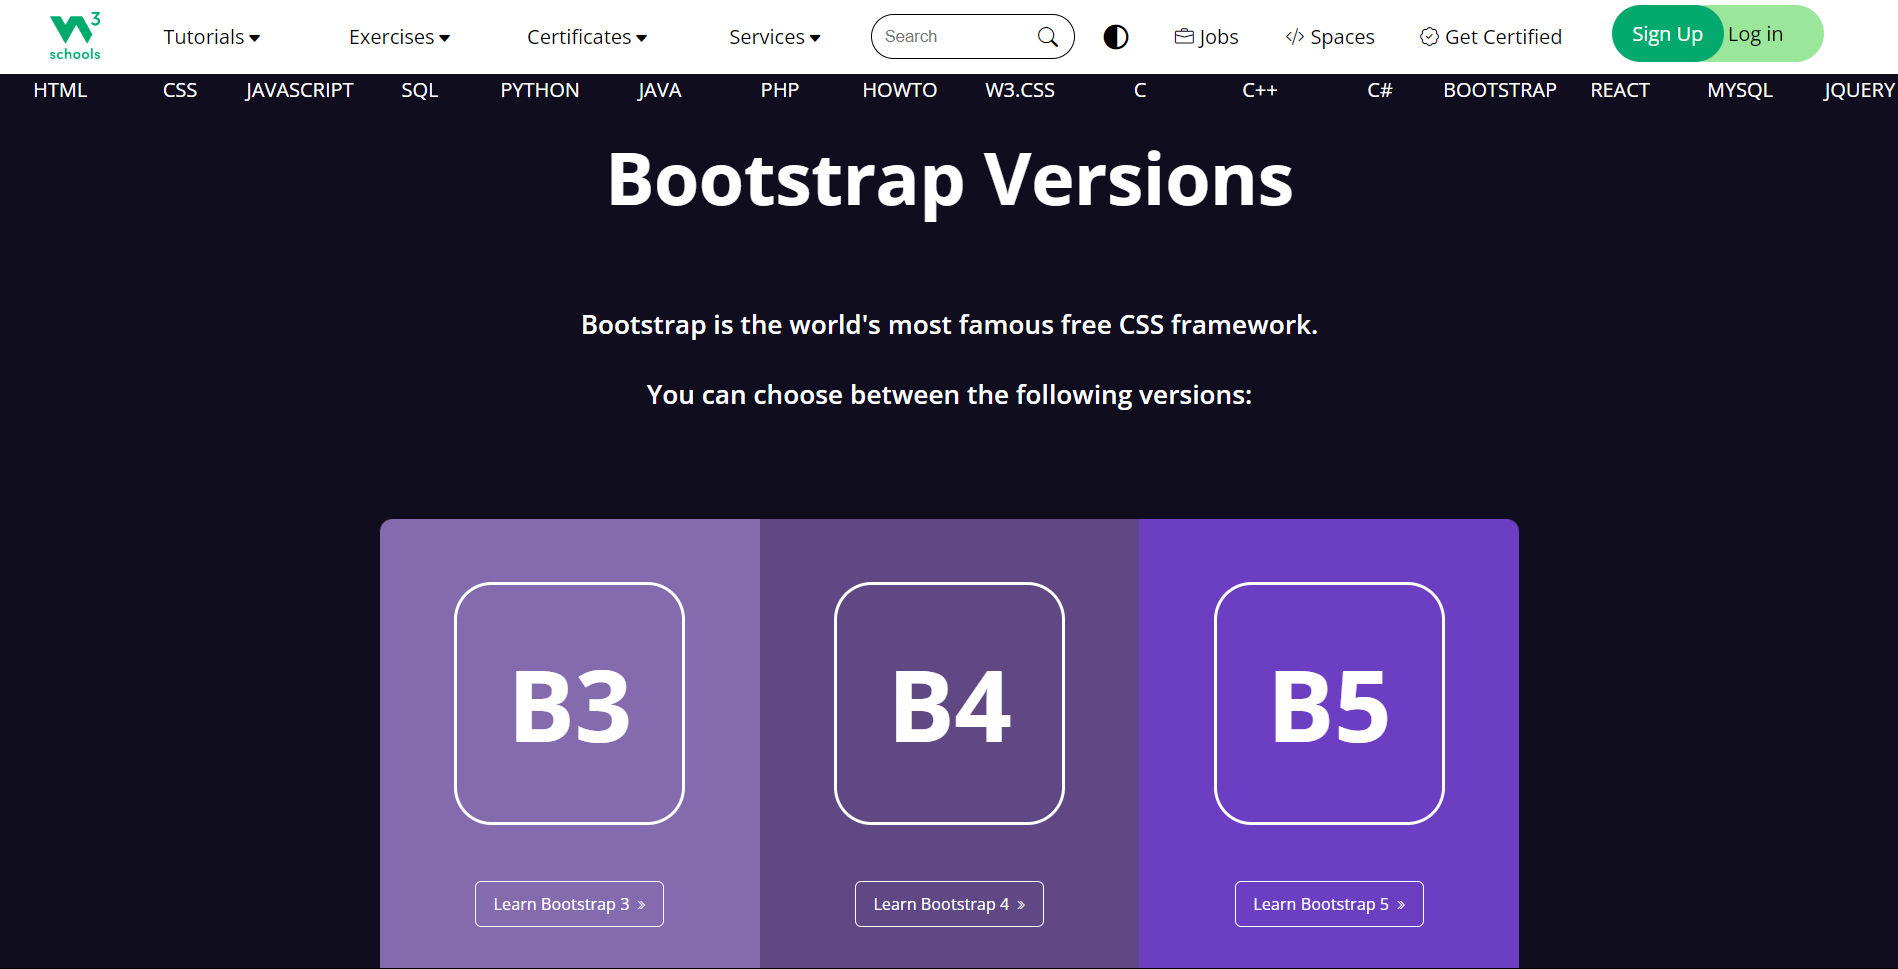 w3 schools
Tutorials Exercises Certificates Services Search Jobs </> Spaces Get Certified Sign Up Log in
HTML CSS JAVASCRIPT SQL PYTHON JAVA PHP HOWTO W3.CSS C C++ C# BOOTSTRAP REACT MYSQL JQUERY
Bootstrap Versions
Bootstrap is the world's most famous free CSS framework.
You can choose between the following versions:
B3 B4 B5
Learn Bootstrap 3 » Learn Bootstrap 4 » Learn Bootstrap 5 »